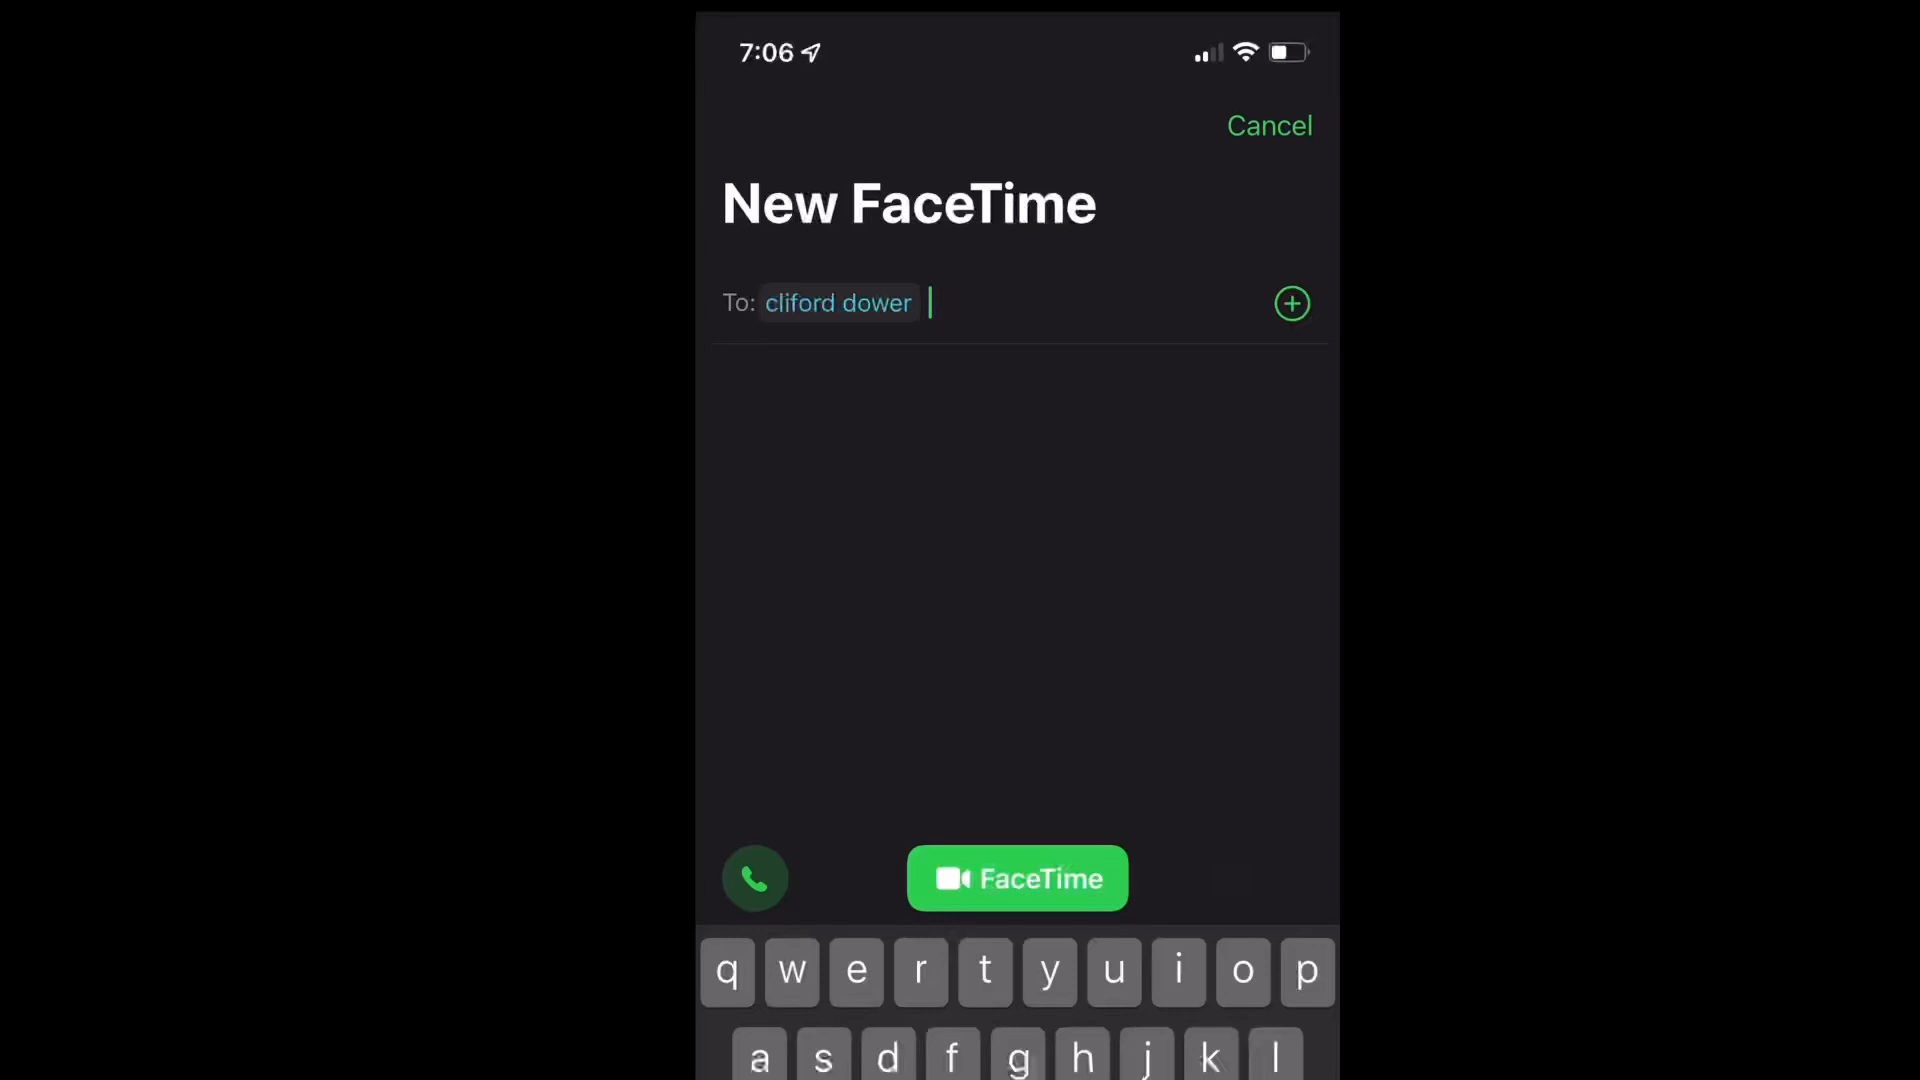 7:06
Cancel
New FaceTime
To: cliford dower
FaceTime
q w e r t y u i o p
a s d f g h j k l